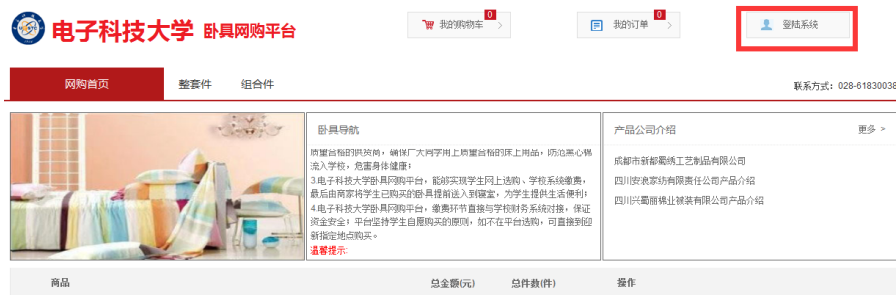 电子科技大学 卧具网购平台
我的购物车 0
我的订单 0
登陆系统
网购首页 整套件 组合件
联系方式：028-61830038
卧具导航
质量合格的供货商，确保广大同学用上质量合格的床上用品，防范黑心棉
流入学校，危害身体健康；
3.电子科技大学卧具网购平台，能够实现学生网上选购、学校系统缴费，
最后由商家将学生已购买的卧具提前送入到寝室，为学生提供生活便利；
4.电子科技大学卧具网购平台，缴费环节直接与学校财务系统对接，保证
资金安全；平台坚持学生自愿购买的原则，如不在平台选购，可直接到迎
新指定地点购买。
温馨提示:
产品公司介绍 更多 >
成都市新都蜀绣工艺制品有限公司
四川安浪家纺有限责任公司产品介绍
四川兴蜀丽棉业被装有限公司产品介绍
商品 总金额(元) 总件数(件) 操作